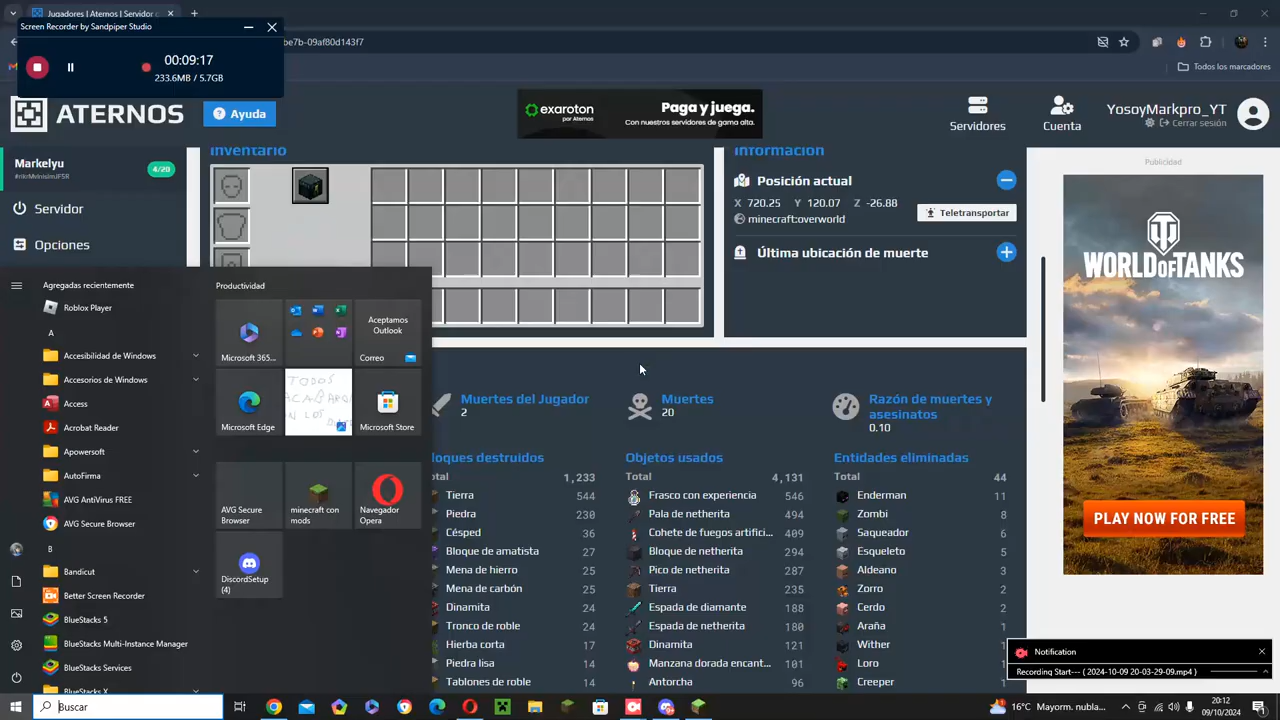 Jugadores | Aternos | Servidor
Screen Recorder by Sandpiper Studio
00:09:17
233.6MB / 5.7GB
be7b-09af80d143f7
Todos los marcadores
ATERNOS
Ayuda
exaroton
por Aternos
Paga y juega.
Con nuestros servidores de gama alta.
Servidores
Cuenta
YosoyMarkpro_YT
Cerrar sesión
Markelyu
4/20
Servidor
Opciones
Inventario
Información
Posición actual
X 720.25 Y 120.07 Z -26.88
minecraft:overworld
Teletransportar
Última ubicación de muerte
Publicidad
WORLD OF TANKS
PLAY NOW FOR FREE
Agregadas recientemente
Roblox Player
A
Accesibilidad de Windows
Accesorios de Windows
Access
Acrobat Reader
Apowersoft
AutoFirma
AVG AntiVirus FREE
AVG Secure Browser
B
Bandicut
Better Screen Recorder
BlueStacks 5
BlueStacks Multi-Instance Manager
BlueStacks Services
BlueStacks X
Productividad
Microsoft 365...
Aceptamos
Outlook
Correo
Microsoft Edge
TODOS
Microsoft Store
AVG Secure
Browser
minecraft con
mods
Navegador
Opera
DiscordSetup
(4)
Muertes del Jugador
2
Muertes
20
Razón de muertes y
asesinatos
0.10
loques destruidos
otal 1,233
Tierra 544
Piedra 230
Césped 36
Bloque de amatista 27
Mena de hierro 25
Mena de carbón 25
Dinamita 24
Tronco de roble 24
Hierba corta 17
Piedra lisa 14
Tablones de roble 14
Objetos usados
Total 4,131
Frasco con experiencia 546
Pala de netherita 494
Cohete de fuegos artifici... 409
Bloque de netherita 294
Pico de netherita 287
Tierra 235
Espada de diamante 188
Espada de netherita 180
Dinamita 121
Manzana dorada encant... 101
Antorcha 96
Entidades eliminadas
Total 44
Enderman 11
Zombi 8
Saqueador 6
Esqueleto 5
Aldeano 3
Zorro 2
Cerdo 2
Araña 1
Wither 1
Loro 1
Creeper 1
Notification
Recording Start--- ( 2024-10-09 20-03-29-09.mp4 )
Buscar
16°C Mayorm. nubla...
20:12
09/10/2024